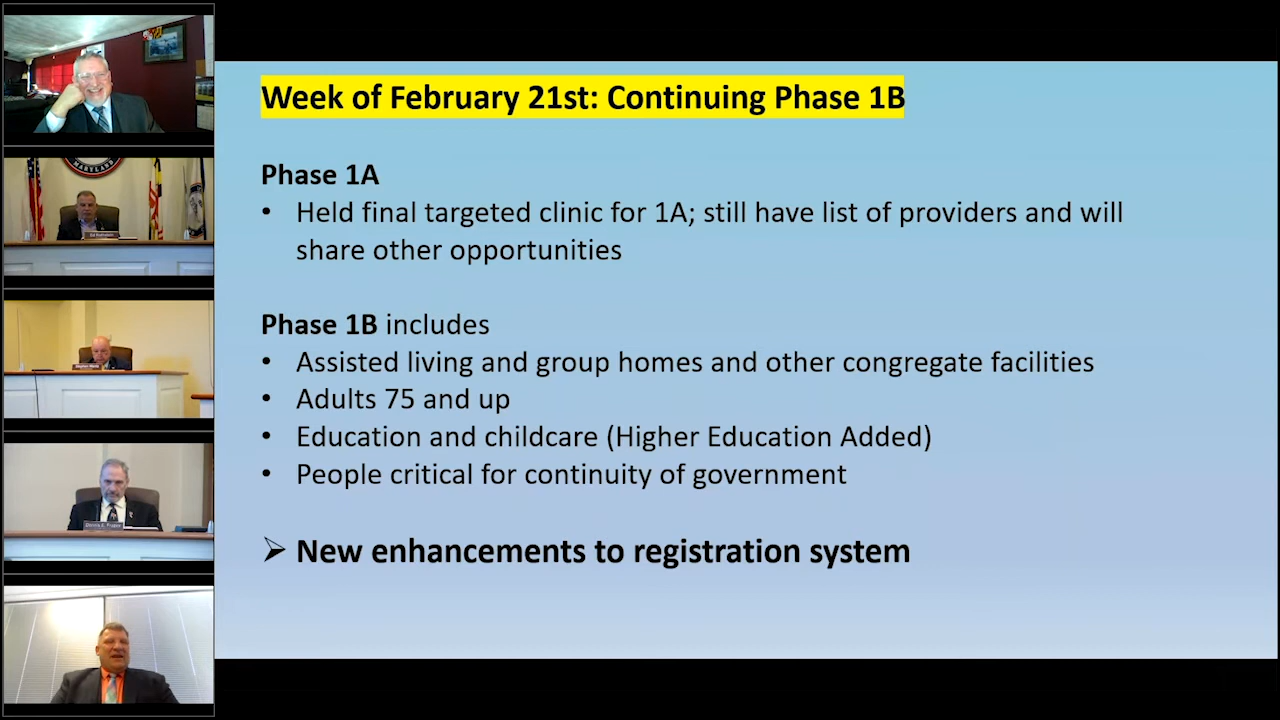 Week of February 21st: Continuing Phase 1B
Phase 1A
• Held final targeted clinic for 1A; still have list of providers and will
share other opportunities
Phase 1B includes
• Assisted living and group homes and other congregate facilities
• Adults 75 and up
• Education and childcare (Higher Education Added)
• People critical for continuity of government
➢ New enhancements to registration system
MARYLAND